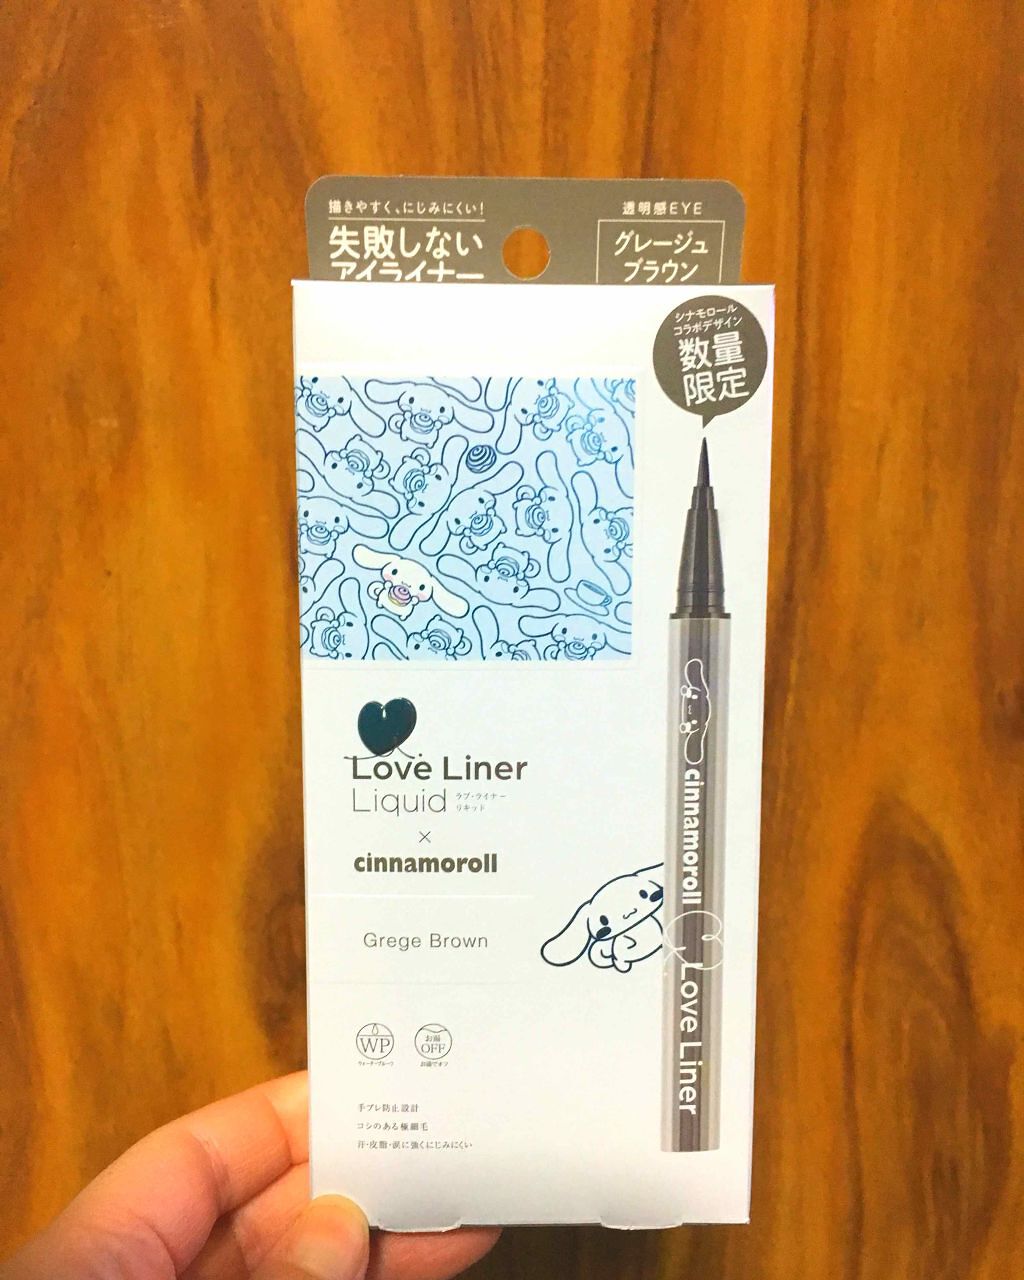 描きやすく、にじみにくい!
失敗しない
アイライナー
透明感EYE
グレージュ
ブラウン
シナモロール
コラボデザイン
数量
限定
Love Liner
Liquid ラブ・ライナー
リキッド
×
cinnamoroll
Grege Brown
WP
ウォータープルーフ
お湯
OFF
お湯でオフ
手ブレ防止設計
コシのある極細毛
汗・皮脂・涙に強くにじみにくい
cinnamoroll
Love Liner